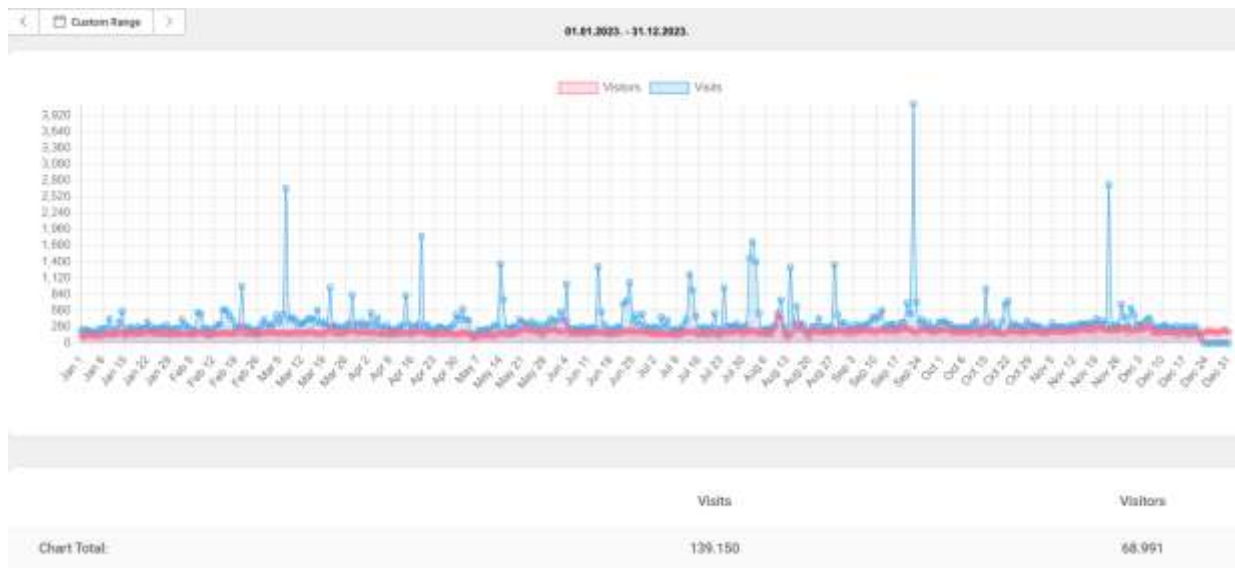 Custom Range
01.01.2023. - 31.12.2023.
Visitors Visits
3,920
3,640
3,360
3,080
2,800
2,520
2,240
1,960
1,680
1,400
1,120
840
560
280
0
Jan 1 Jan 8 Jan 15 Jan 22 Jan 29 Feb 5 Feb 12 Feb 19 Feb 26 Mar 5 Mar 12 Mar 19 Mar 26 Apr 2 Apr 9 Apr 16 Apr 23 Apr 30 May 7 May 14 May 21 May 28 Jun 4 Jun 11 Jun 18 Jun 25 Jul 2 Jul 9 Jul 16 Jul 23 Jul 30 Aug 6 Aug 13 Aug 20 Aug 27 Sep 3 Sep 10 Sep 17 Sep 24 Oct 1 Oct 8 Oct 15 Oct 22 Oct 29 Nov 5 Nov 12 Nov 19 Nov 26 Dec 3 Dec 10 Dec 17 Dec 24 Dec 31
Visits Visitors
Chart Total: 139.150 68.991